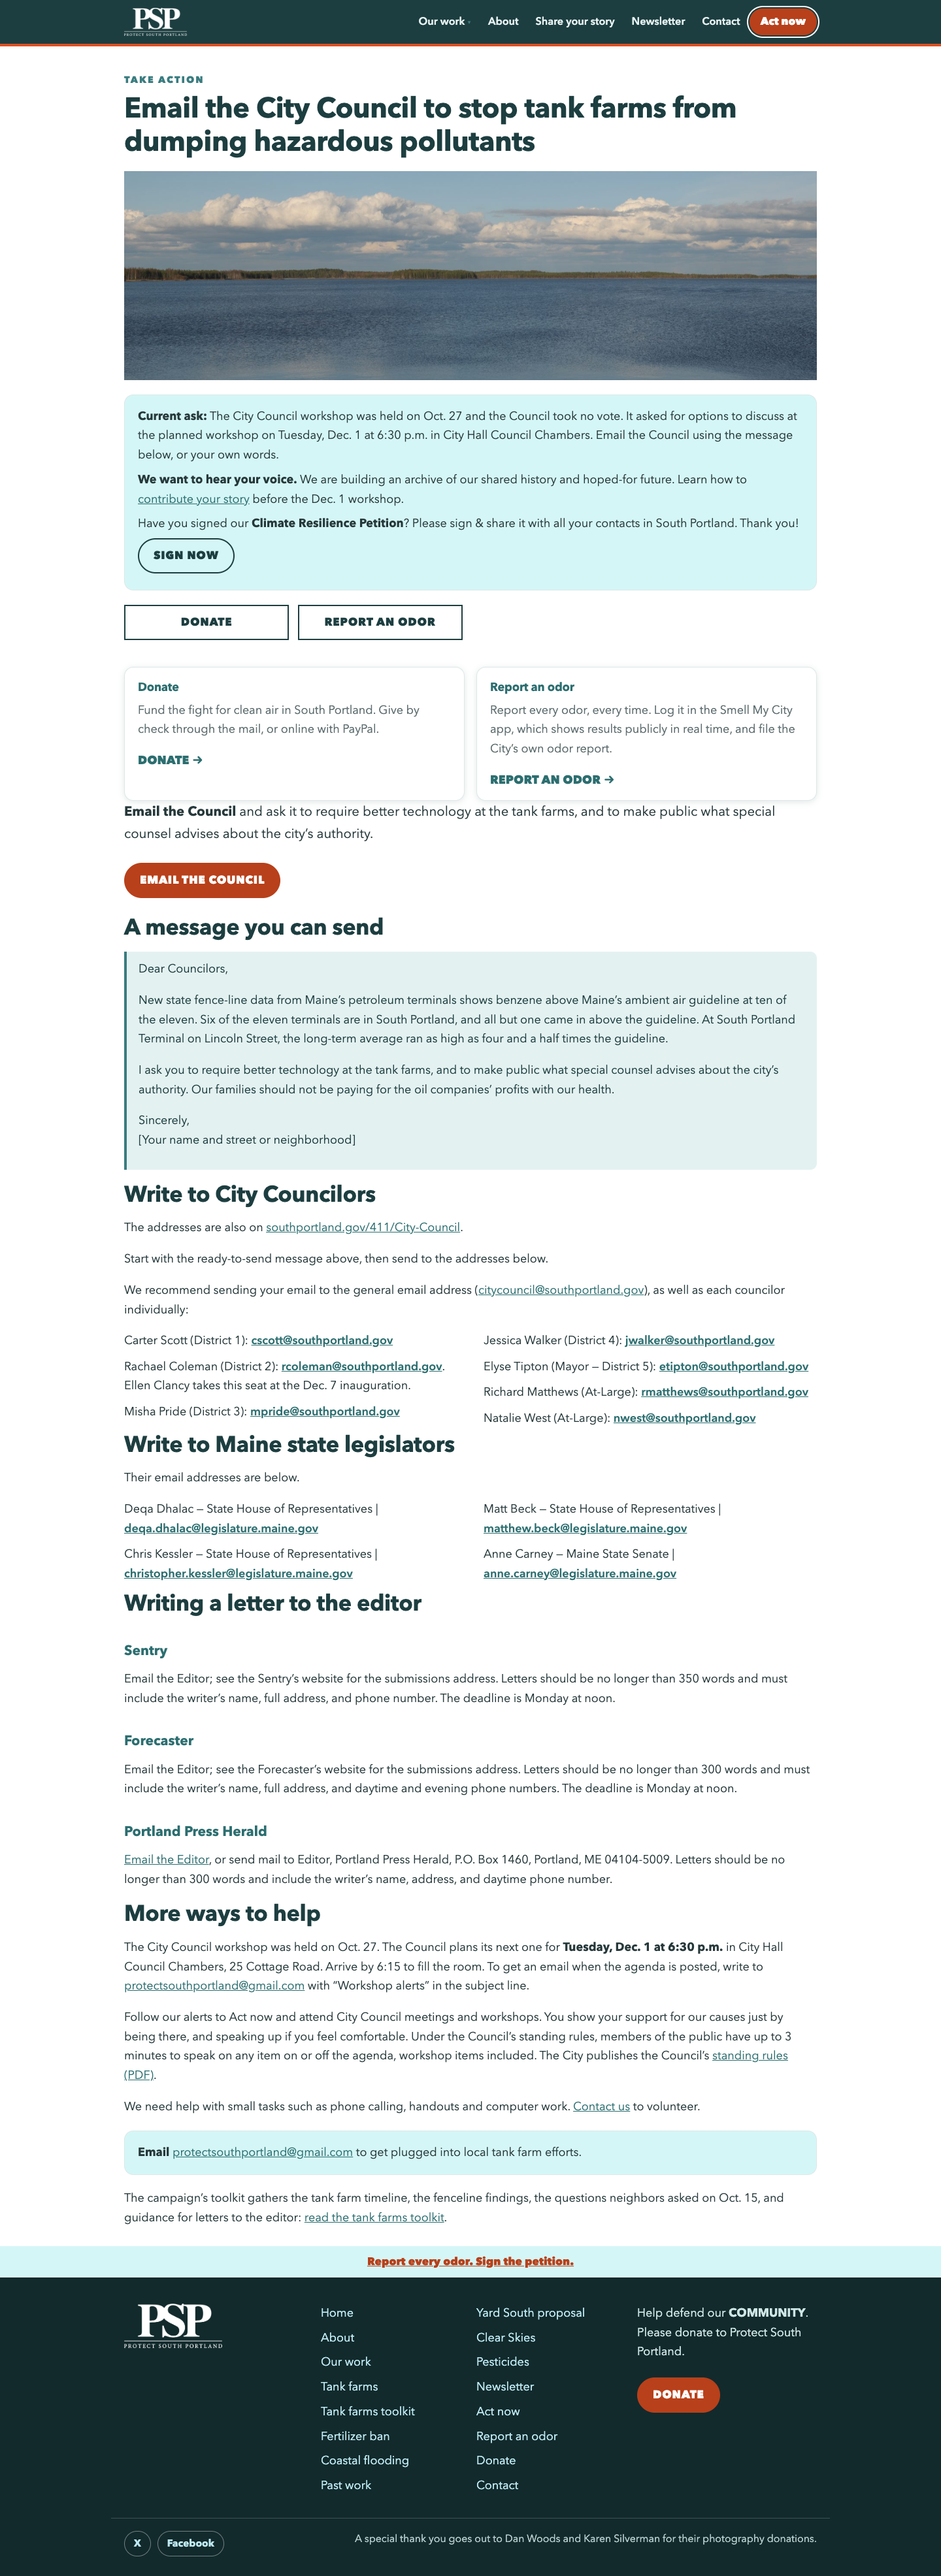 PSP
PROTECT SOUTH PORTLAND
Our work
About
Share your story
Newsletter
Contact
Act now
TAKE ACTION
Email the City Council to stop tank farms from
dumping hazardous pollutants
Current ask: The City Council workshop was held on Oct. 27 and the Council took no vote. It asked for options to discuss at
the planned workshop on Tuesday, Dec. 1 at 6:30 p.m. in City Hall Council Chambers. Email the Council using the message
below, or your own words.
We want to hear your voice. We are building an archive of our shared history and hoped-for future. Learn how to
contribute your story before the Dec. 1 workshop.
Have you signed our Climate Resilience Petition? Please sign & share it with all your contacts in South Portland. Thank you!
SIGN NOW
DONATE
REPORT AN ODOR
Donate
Fund the fight for clean air in South Portland. Give by
check through the mail, or online with PayPal.
DONATE →
Report an odor
Report every odor, every time. Log it in the Smell My City
app, which shows results publicly in real time, and file the
City’s own odor report.
REPORT AN ODOR →
Email the Council and ask it to require better technology at the tank farms, and to make public what special
counsel advises about the city’s authority.
EMAIL THE COUNCIL
A message you can send
Dear Councilors,
New state fence-line data from Maine’s petroleum terminals shows benzene above Maine’s ambient air guideline at ten of
the eleven. Six of the eleven terminals are in South Portland, and all but one came in above the guideline. At South Portland
Terminal on Lincoln Street, the long-term average ran as high as four and a half times the guideline.
I ask you to require better technology at the tank farms, and to make public what special counsel advises about the city’s
authority. Our families should not be paying for the oil companies’ profits with our health.
Sincerely,
[Your name and street or neighborhood]
Write to City Councilors
The addresses are also on southportland.gov/411/City-Council.
Start with the ready-to-send message above, then send to the addresses below.
We recommend sending your email to the general email address (citycouncil@southportland.gov), as well as each councilor
individually:
Carter Scott (District 1): cscott@southportland.gov
Rachael Coleman (District 2): rcoleman@southportland.gov.
Ellen Clancy takes this seat at the Dec. 7 inauguration.
Misha Pride (District 3): mpride@southportland.gov
Jessica Walker (District 4): jwalker@southportland.gov
Elyse Tipton (Mayor – District 5): etipton@southportland.gov
Richard Matthews (At-Large): rmatthews@southportland.gov
Natalie West (At-Large): nwest@southportland.gov
Write to Maine state legislators
Their email addresses are below.
Deqa Dhalac – State House of Representatives |
deqa.dhalac@legislature.maine.gov
Chris Kessler – State House of Representatives |
christopher.kessler@legislature.maine.gov
Matt Beck – State House of Representatives |
matthew.beck@legislature.maine.gov
Anne Carney – Maine State Senate |
anne.carney@legislature.maine.gov
Writing a letter to the editor
Sentry
Email the Editor; see the Sentry’s website for the submissions address. Letters should be no longer than 350 words and must
include the writer’s name, full address, and phone number. The deadline is Monday at noon.
Forecaster
Email the Editor; see the Forecaster’s website for the submissions address. Letters should be no longer than 300 words and must
include the writer’s name, full address, and daytime and evening phone numbers. The deadline is Monday at noon.
Portland Press Herald
Email the Editor, or send mail to Editor, Portland Press Herald, P.O. Box 1460, Portland, ME 04104-5009. Letters should be no
longer than 300 words and include the writer’s name, address, and daytime phone number.
More ways to help
The City Council workshop was held on Oct. 27. The Council plans its next one for Tuesday, Dec. 1 at 6:30 p.m. in City Hall
Council Chambers, 25 Cottage Road. Arrive by 6:15 to fill the room. To get an email when the agenda is posted, write to
protectsouthportland@gmail.com with “Workshop alerts” in the subject line.
Follow our alerts to Act now and attend City Council meetings and workshops. You show your support for our causes just by
being there, and speaking up if you feel comfortable. Under the Council’s standing rules, members of the public have up to 3
minutes to speak on any item on or off the agenda, workshop items included. The City publishes the Council’s standing rules
(PDF).
We need help with small tasks such as phone calling, handouts and computer work. Contact us to volunteer.
Email protectsouthportland@gmail.com to get plugged into local tank farm efforts.
The campaign’s toolkit gathers the tank farm timeline, the fenceline findings, the questions neighbors asked on Oct. 15, and
guidance for letters to the editor: read the tank farms toolkit.
Report every odor. Sign the petition.
PSP
PROTECT SOUTH PORTLAND
Home
About
Our work
Tank farms
Tank farms toolkit
Fertilizer ban
Coastal flooding
Past work
Yard South proposal
Clear Skies
Pesticides
Newsletter
Act now
Report an odor
Donate
Contact
Help defend our COMMUNITY.
Please donate to Protect South
Portland.
DONATE
X
Facebook
A special thank you goes out to Dan Woods and Karen Silverman for their photography donations.